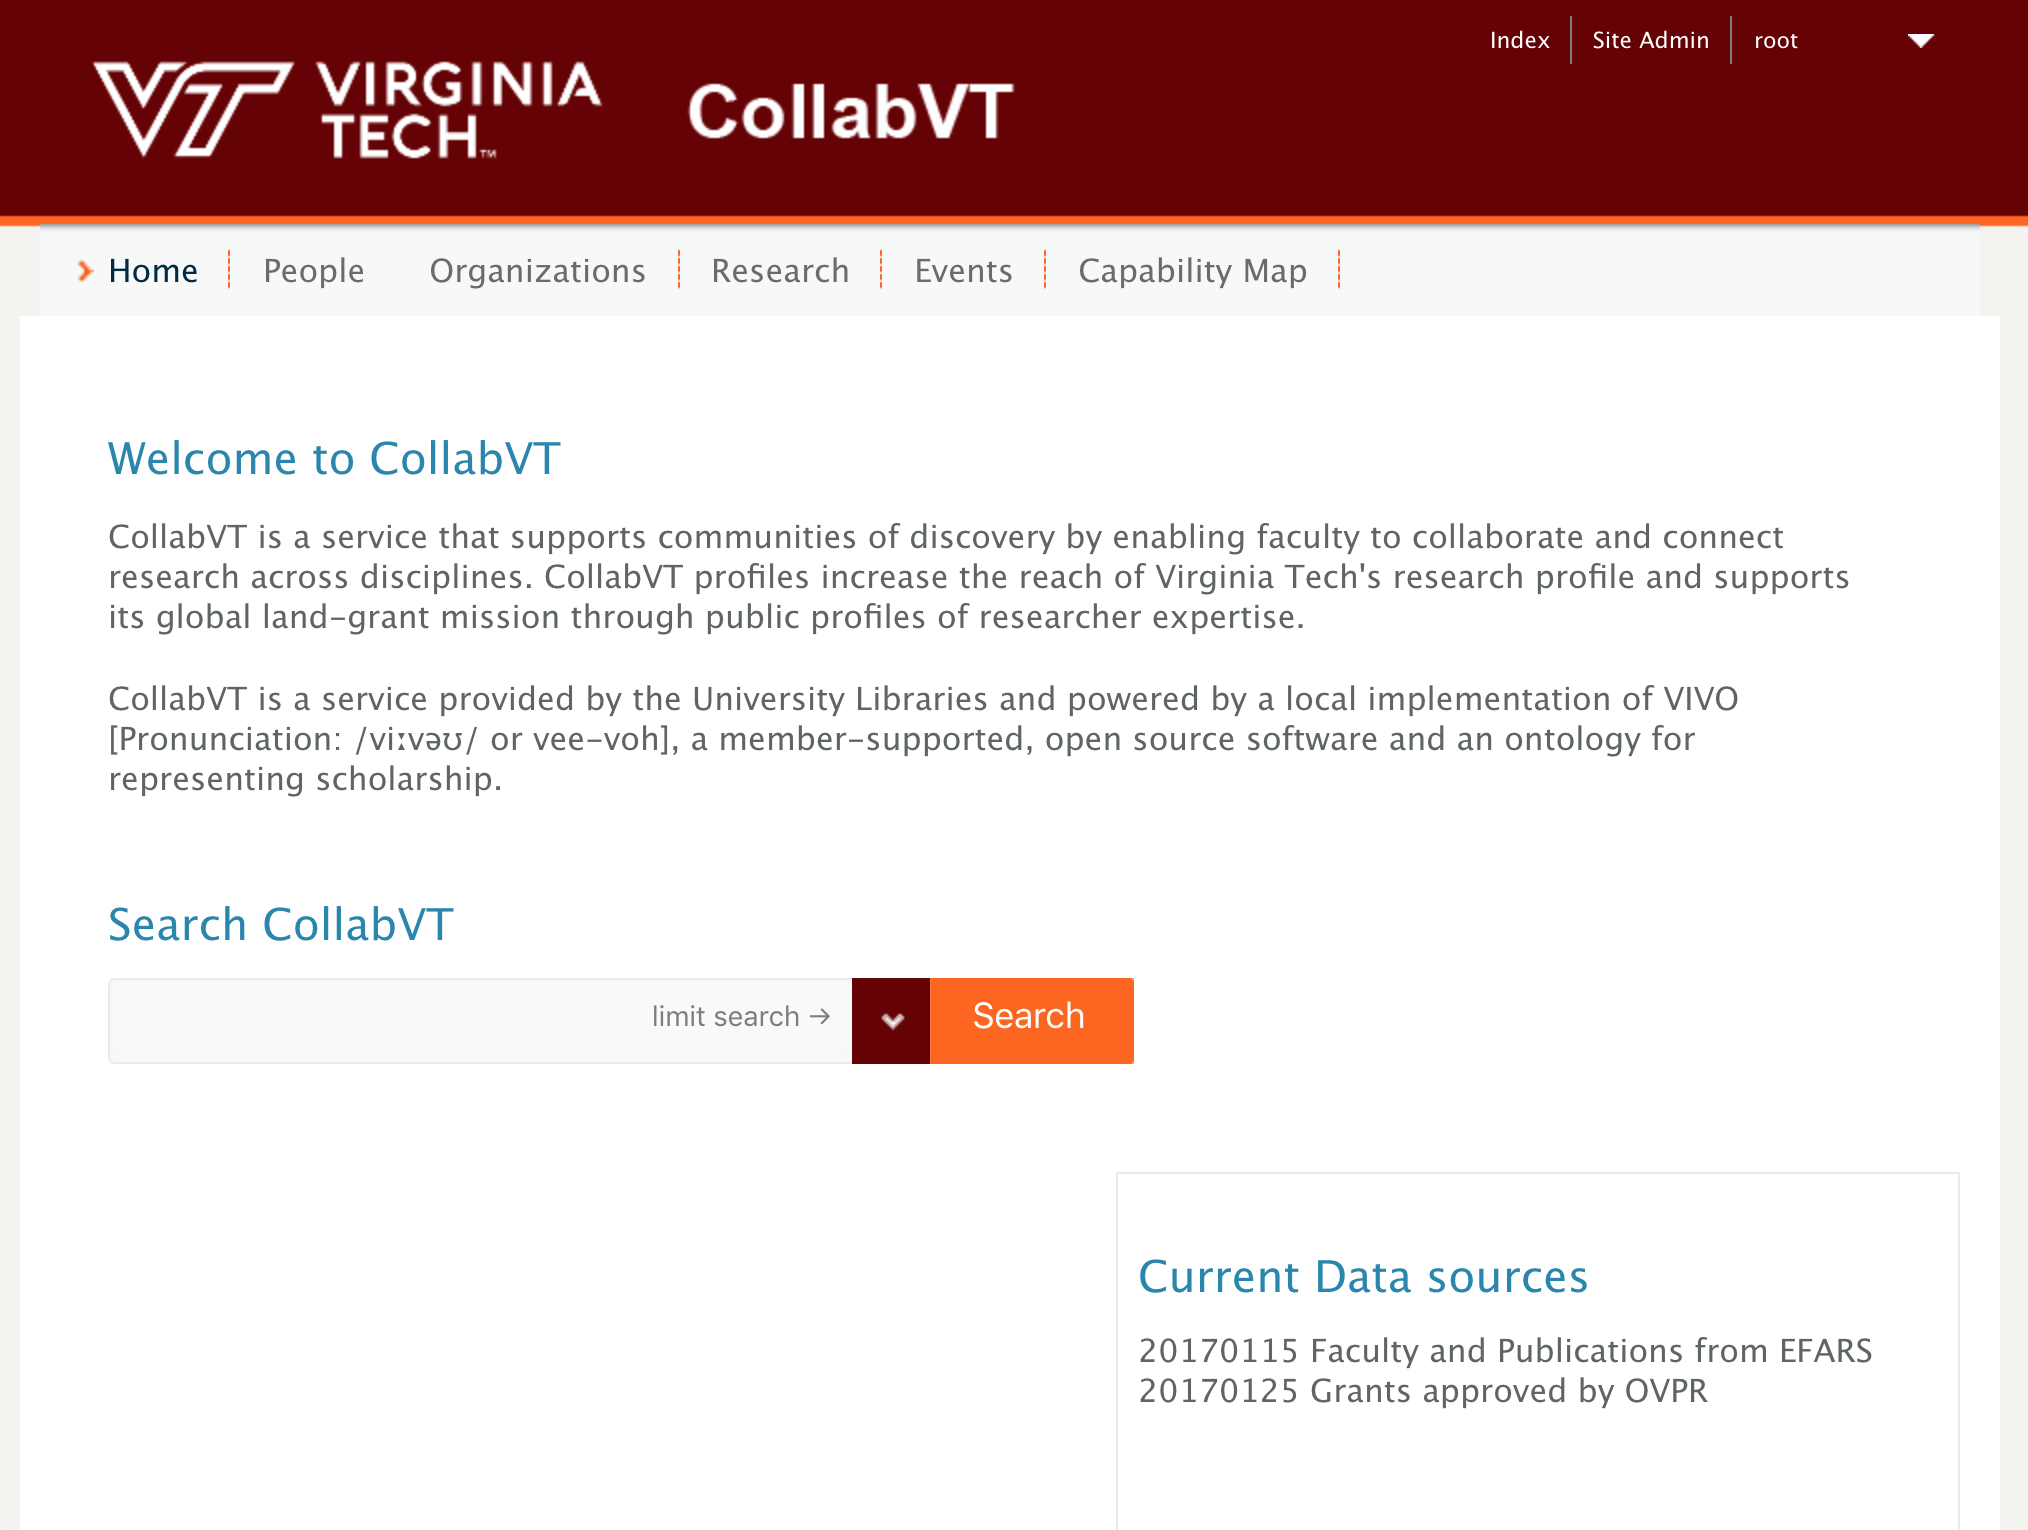 Index Site Admin root
VIRGINIA TECH™ CollabVT
Home People Organizations Research Events Capability Map
Welcome to CollabVT
CollabVT is a service that supports communities of discovery by enabling faculty to collaborate and connect
research across disciplines. CollabVT profiles increase the reach of Virginia Tech's research profile and supports
its global land-grant mission through public profiles of researcher expertise.
CollabVT is a service provided by the University Libraries and powered by a local implementation of VIVO
[Pronunciation: /viːvəʊ/ or vee-voh], a member-supported, open source software and an ontology for
representing scholarship.
Search CollabVT
limit search → Search
Current Data sources
20170115 Faculty and Publications from EFARS
20170125 Grants approved by OVPR